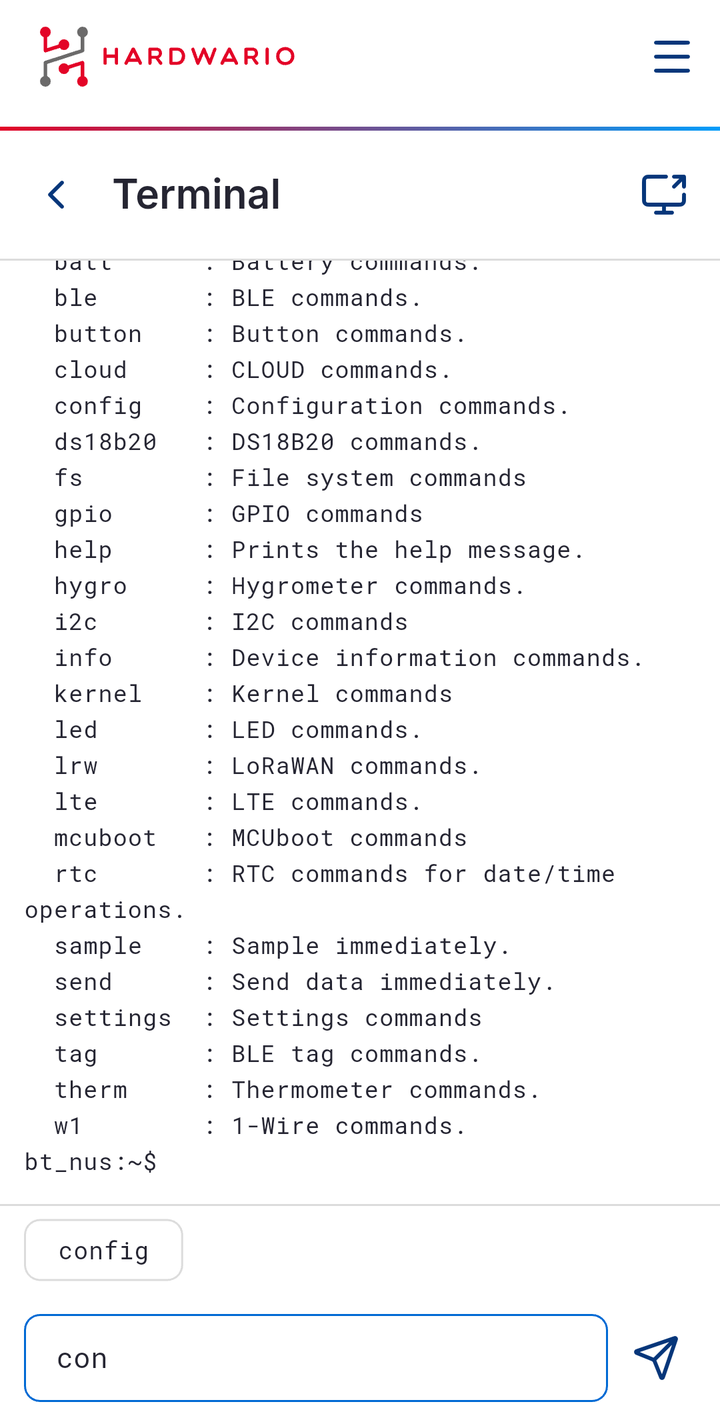 HARDWARIO
Terminal
batt : Battery commands.
ble : BLE commands.
button : Button commands.
cloud : CLOUD commands.
config : Configuration commands.
ds18b20 : DS18B20 commands.
fs : File system commands
gpio : GPIO commands
help : Prints the help message.
hygro : Hygrometer commands.
i2c : I2C commands
info : Device information commands.
kernel : Kernel commands
led : LED commands.
lrw : LoRaWAN commands.
lte : LTE commands.
mcuboot : MCUboot commands
rtc : RTC commands for date/time
operations.
sample : Sample immediately.
send : Send data immediately.
settings : Settings commands
tag : BLE tag commands.
therm : Thermometer commands.
w1 : 1-Wire commands.
bt_nus:~$
config
con